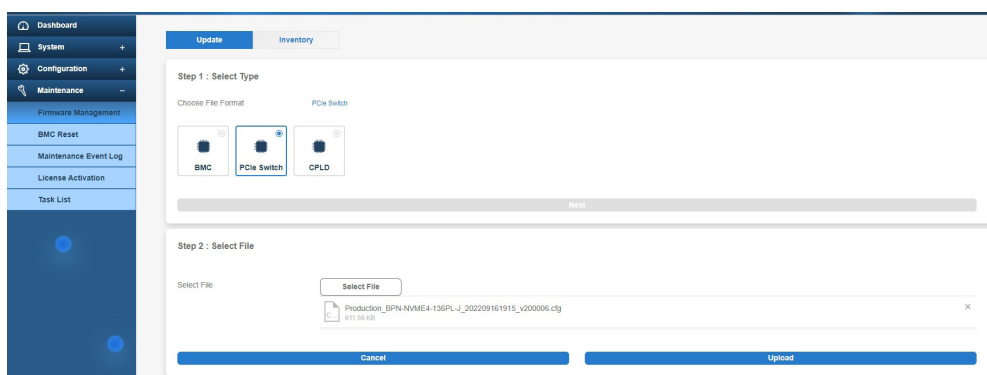 Dashboard
System +
Configuration +
Maintenance −
Firmware Management
BMC Reset
Maintenance Event Log
License Activation
Task List
Update Inventory
Step 1 : Select Type
Choose File Format PCIe Switch
BMC PCIe Switch CPLD
Next
Step 2 : Select File
Select File Select File
C...
Production_BPN-NVME4-136PL-J_202209161915_v200006.cfg
611.56 KB
Cancel Upload